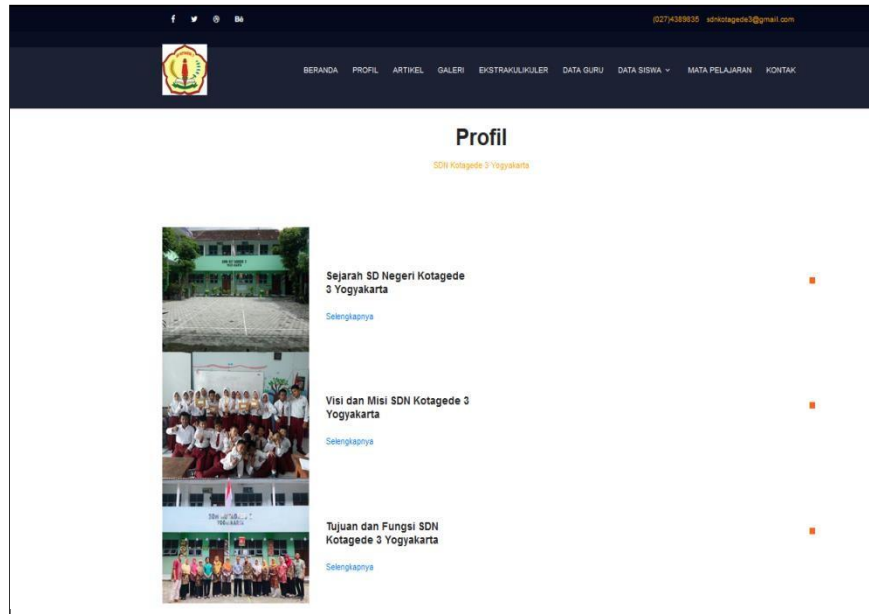 (027)4389835 sdnkotagede3@gmail.com
BERANDA PROFIL ARTIKEL GALERI EKSTRAKULIKULER DATA GURU DATA SISWA MATA PELAJARAN KONTAK
Profil
SDN Kotagede 3 Yogyakarta
Sejarah SD Negeri Kotagede
3 Yogyakarta
Selengkapnya
Visi dan Misi SDN Kotagede 3
Yogyakarta
Selengkapnya
Tujuan dan Fungsi SDN
Kotagede 3 Yogyakarta
Selengkapnya